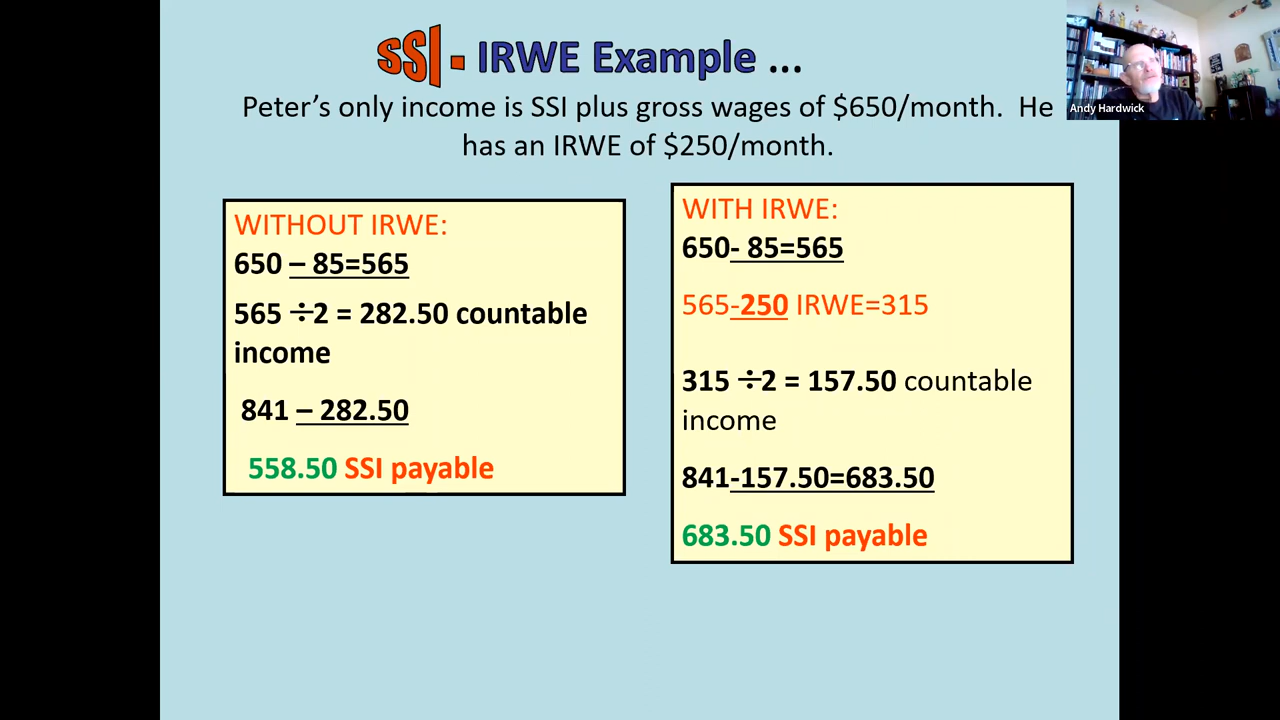 SSI - IRWE Example ...
Peter's only income is SSI plus gross wages of $650/month. He
has an IRWE of $250/month.
Andy Hardwick
WITHOUT IRWE:
650 – 85=565
565 ÷2 = 282.50 countable
income
841 – 282.50
558.50 SSI payable
WITH IRWE:
650- 85=565
565-250 IRWE=315
315 ÷2 = 157.50 countable
income
841-157.50=683.50
683.50 SSI payable